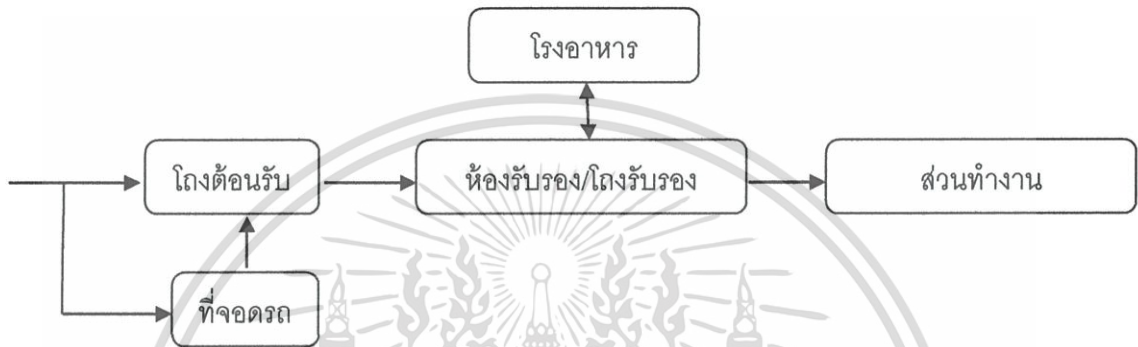 โรงอาหาร
โถงต้อนรับ
ห้องรับรอง/โถงรับรอง
ส่วนทำงาน
ที่จอดรถ